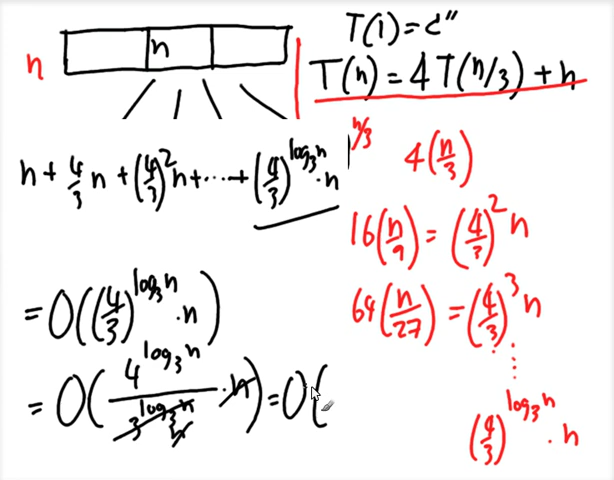 T(1) = c"
n
n
T(n) = 4T(n/3) + n
n/3
4(n/3)
n + 4/3 n + (4/3)^2 n + ... + (4/3)^{log_3 n} · n
16(n/9) = (4/3)^2 n
= O((4/3)^{log_3 n} · n)
64(n/27) = (4/3)^3 n
= O(4^{log_3 n} / 3^{log_3 n} · n) = O(
n
(4/3)^{log_3 n} · n